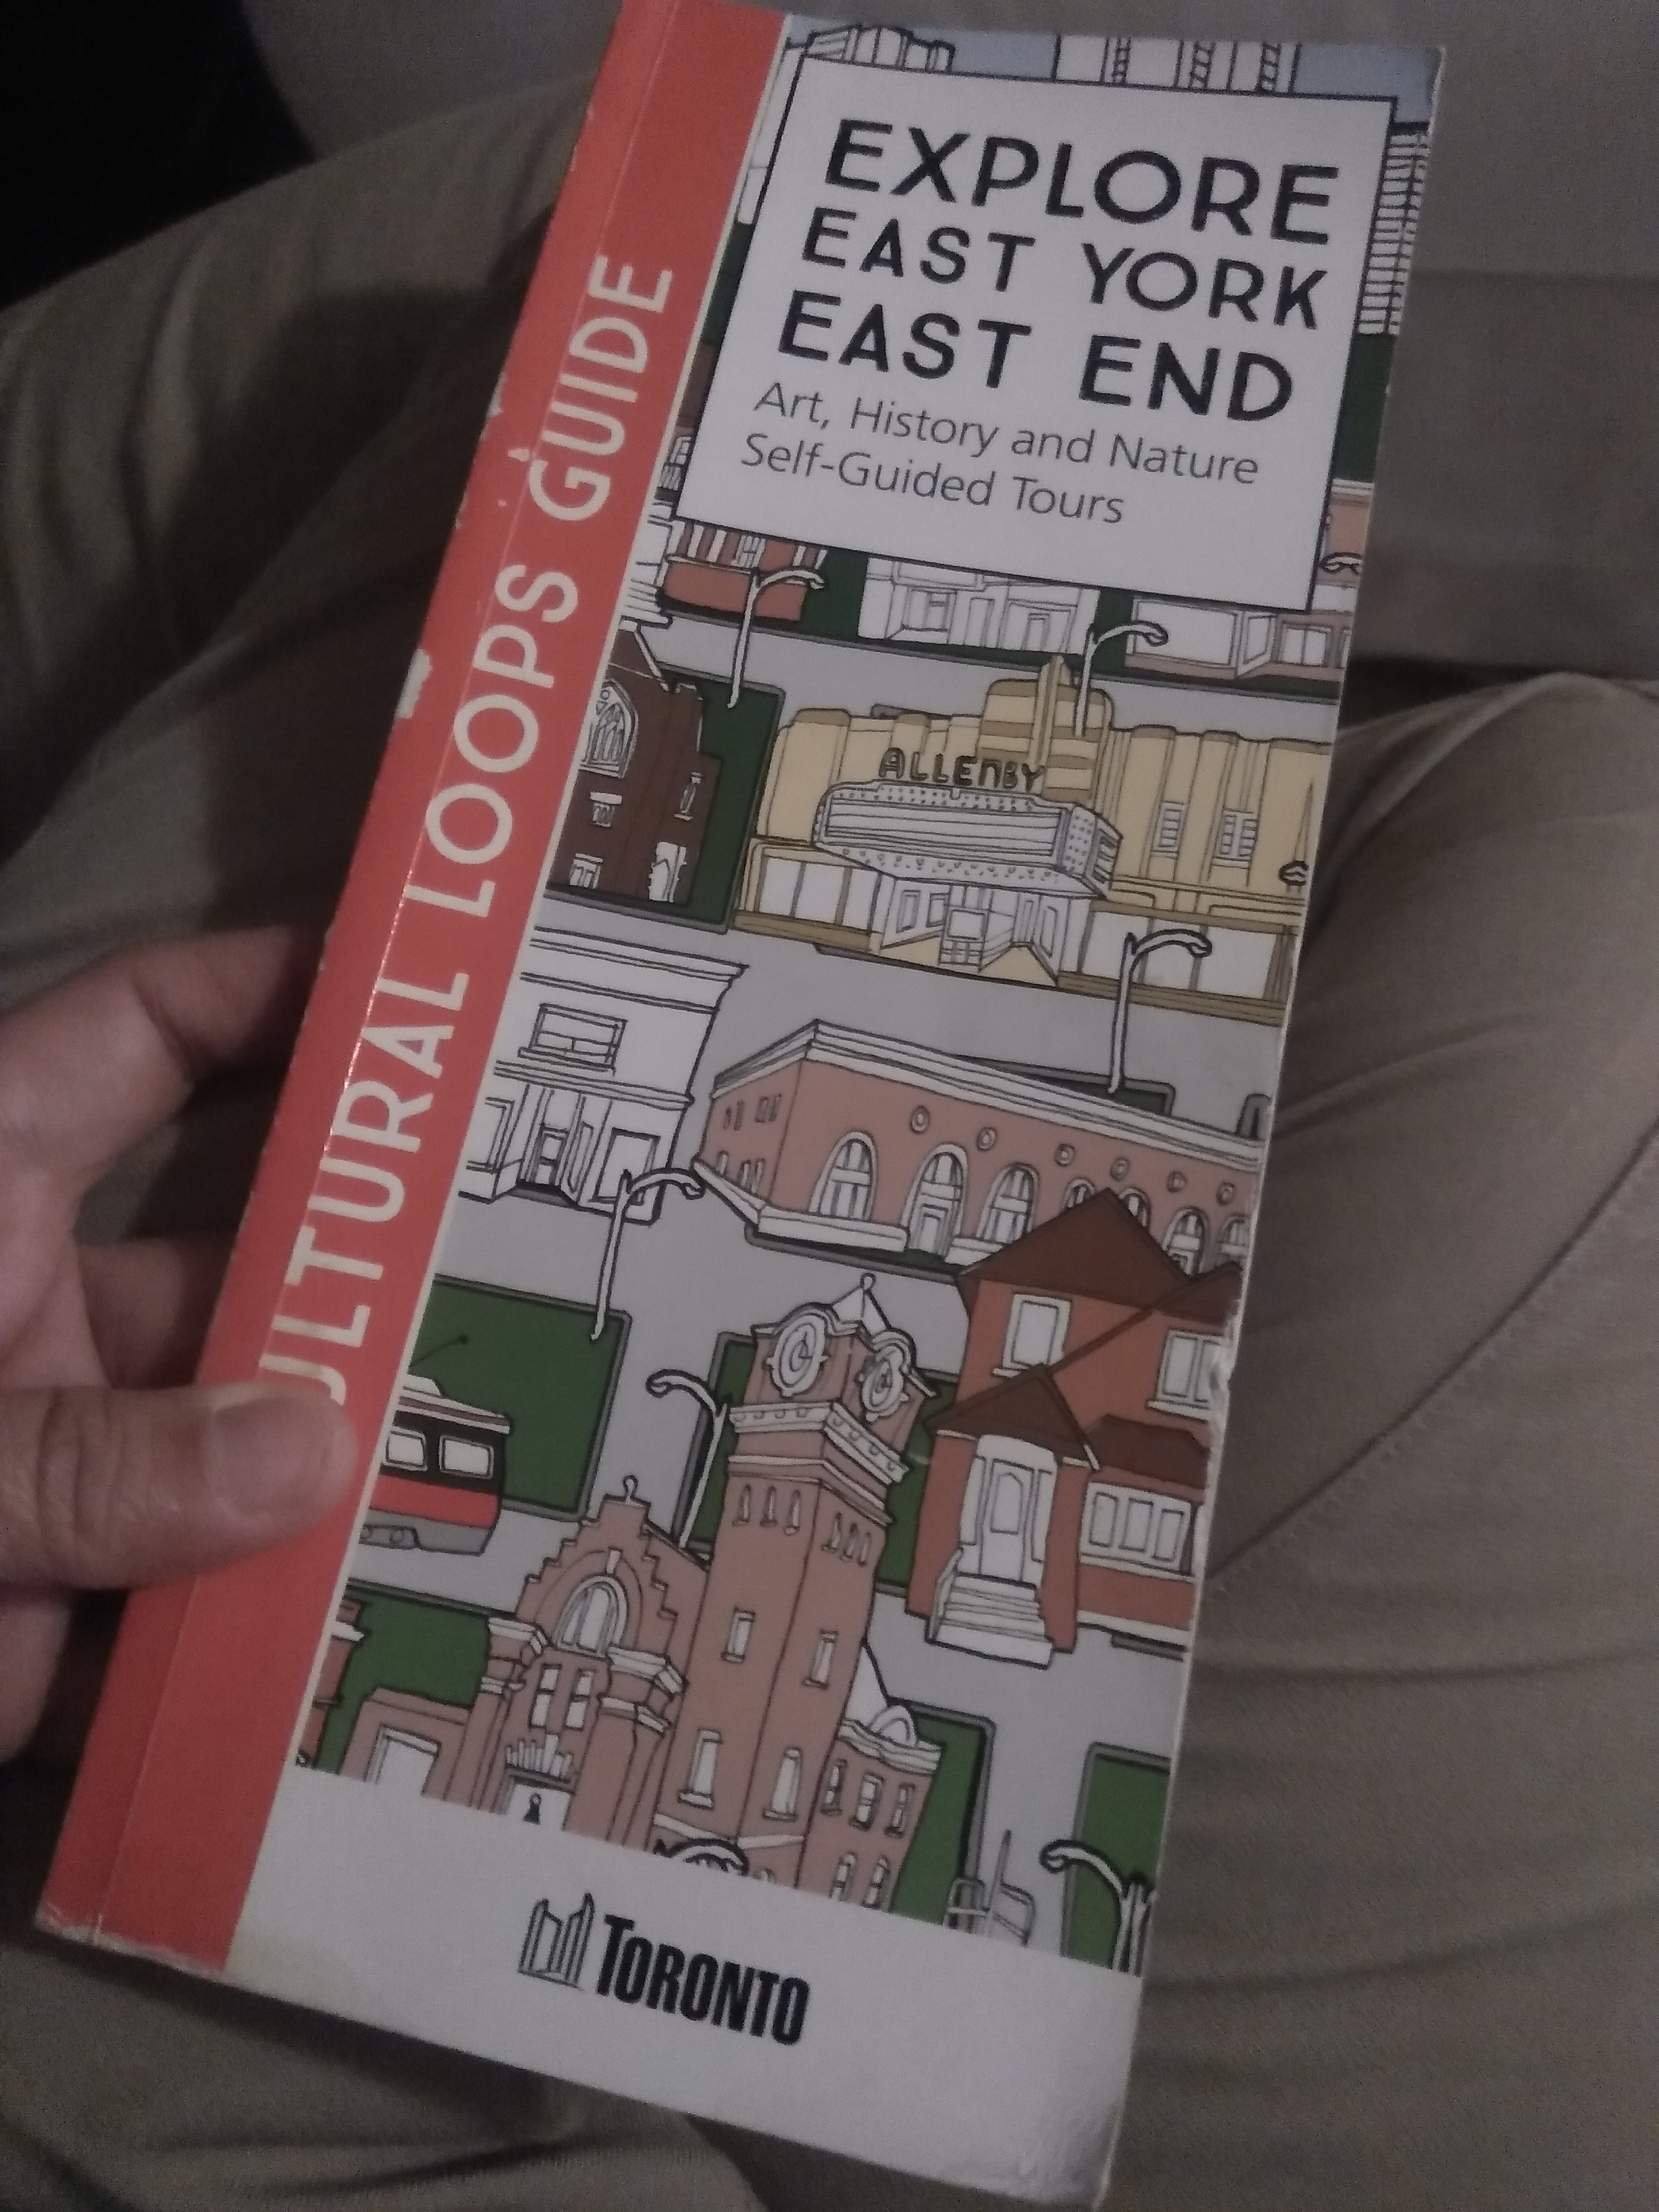 EXPLORE
EAST YORK
EAST END
Art, History and Nature
Self-Guided Tours
ULTURAL LOOPS GUIDE
ALLENBY
TORONTO